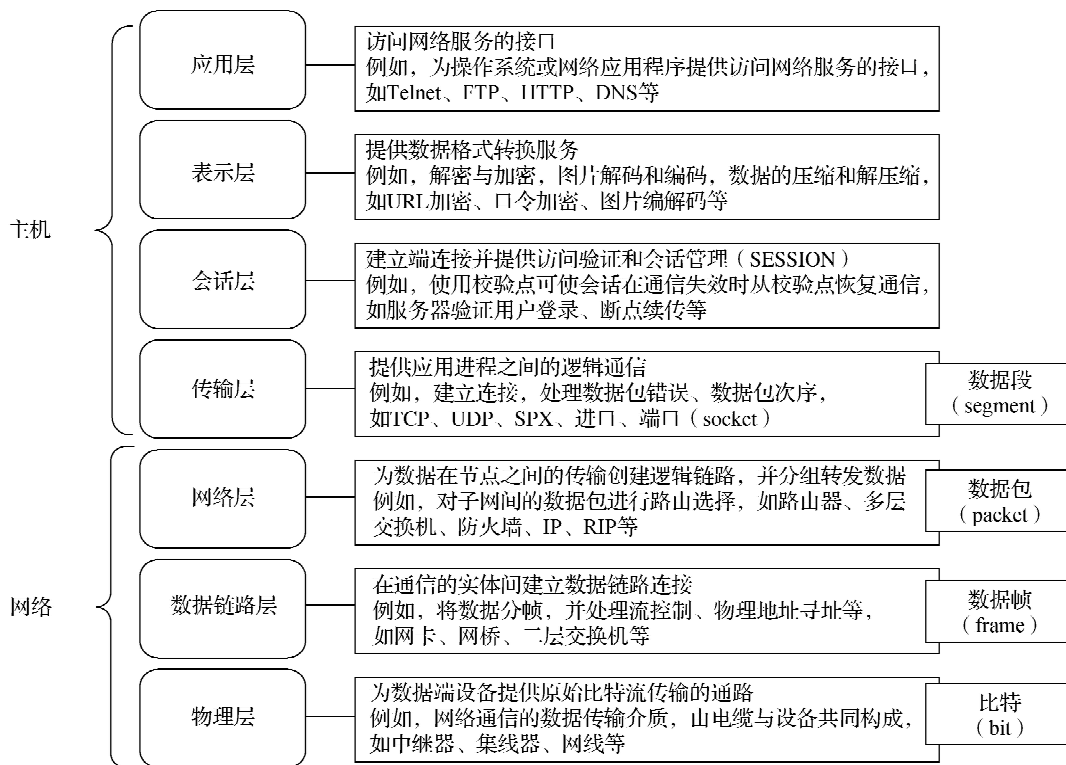 应用层
访问网络服务的接口
例如，为操作系统或网络应用程序提供访问网络服务的接口，
如Telnet、FTP、HTTP、DNS等
表示层
提供数据格式转换服务
例如，解密与加密，图片解码和编码，数据的压缩和解压缩，
如URL加密、口令加密、图片编解码等
主机
会话层
建立端连接并提供访问验证和会话管理（SESSION）
例如，使用校验点可使会话在通信失效时从校验点恢复通信，
如服务器验证用户登录、断点续传等
传输层
提供应用进程之间的逻辑通信
例如，建立连接，处理数据包错误、数据包次序，
如TCP、UDP、SPX、进口、端口（socket）
数据段
（segment）
网络层
为数据在节点之间的传输创建逻辑链路，并分组转发数据
例如，对子网间的数据包进行路由选择，如路由器、多层
交换机、防火墙、IP、RIP等
数据包
（packet）
网络
数据链路层
在通信的实体间建立数据链路连接
例如，将数据分帧，并处理流控制、物理地址寻址等，
如网卡、网桥、二层交换机等
数据帧
（frame）
物理层
为数据端设备提供原始比特流传输的通路
例如，网络通信的数据传输介质，由电缆与设备共同构成，
如中继器、集线器、网线等
比特
（bit）